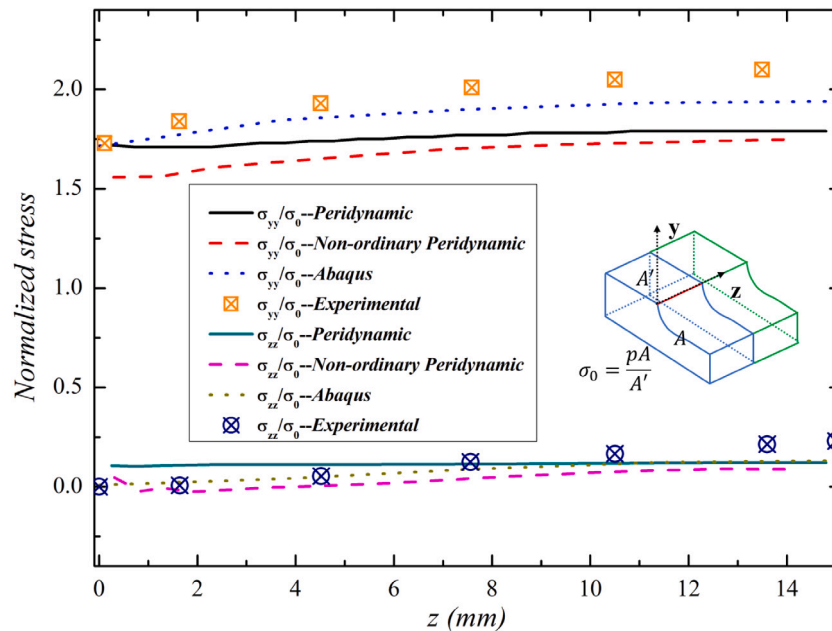 Normalized stress
2.0
1.5
1.0
0.5
0.0
0
2
4
6
8
10
12
14
z (mm)
σyy/σ0--Peridynamic
σyy/σ0--Non-ordinary Peridynamic
σyy/σ0--Abaqus
σyy/σ0--Experimental
σzz/σ0--Peridynamic
σzz/σ0--Non-ordinary Peridynamic
σzz/σ0--Abaqus
σzz/σ0--Experimental
y
A′
z
A
σ0 = pA/A′